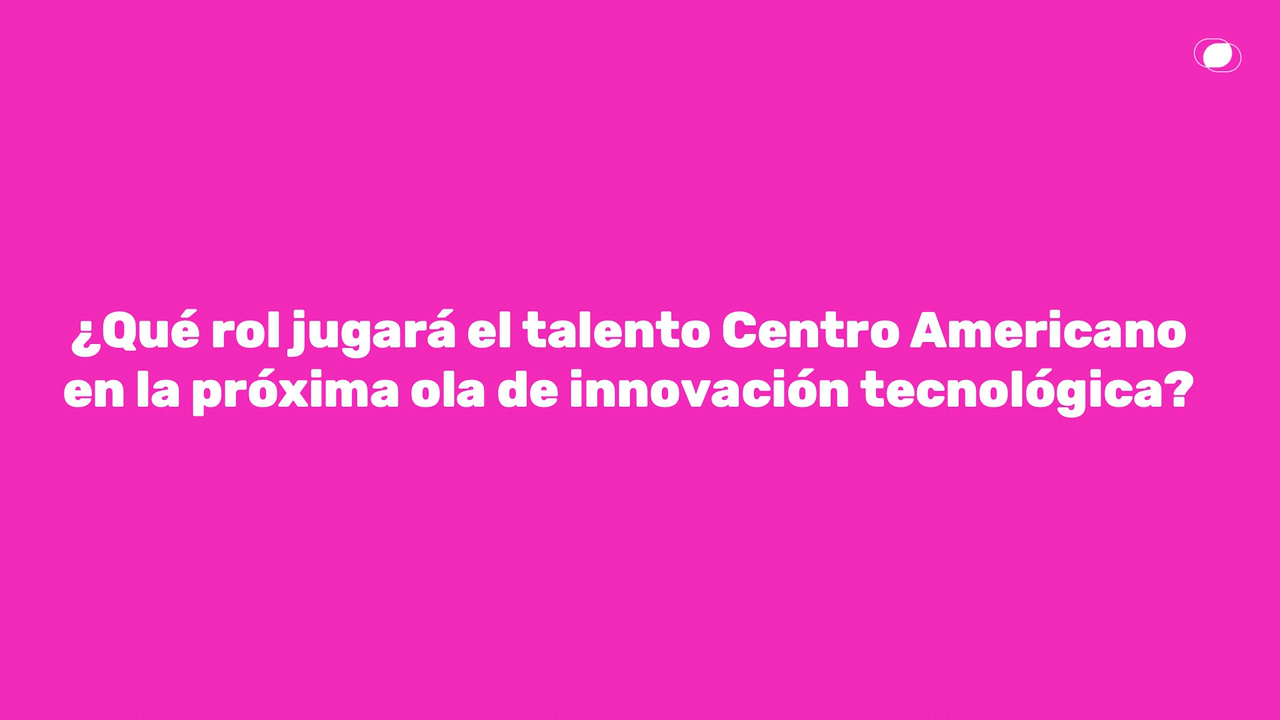 ¿Qué rol jugará el talento Centro Americano
en la próxima ola de innovación tecnológica?